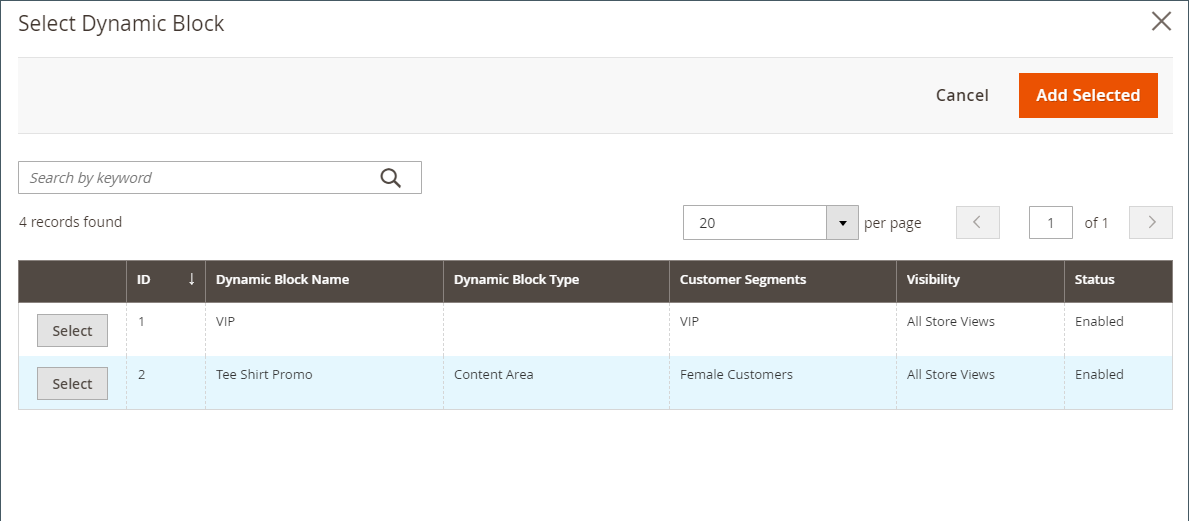 Select Dynamic Block
Cancel Add Selected
Search by keyword
4 records found 20 per page 1 of 1
ID Dynamic Block Name Dynamic Block Type Customer Segments Visibility Status
Select 1 VIP VIP All Store Views Enabled
Select 2 Tee Shirt Promo Content Area Female Customers All Store Views Enabled